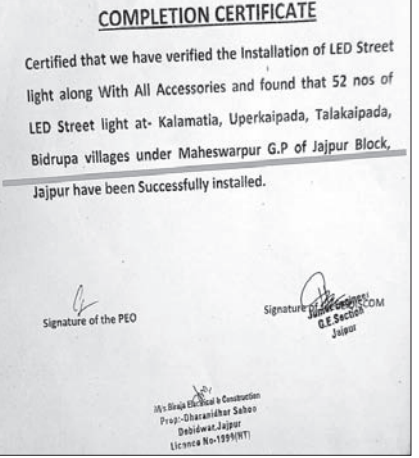 COMPLETION CERTIFICATE
Certified that we have verified the Installation of LED Street
light along With All Accessories and found that 52 nos of
LED Street light at- Kalamatia, Uperkaipada, Talakaipada,
Bidrupa villages under Maheswarpur G.P of Jajpur Block,
Jajpur have been Successfully installed.
Signature of the PEO
Signature of
Junior Engineer
Q.E.Section
Jajpur
M/s Biraja Electrical & Construction
Prop:-Dharanidhar Sahoo
Debidwar, Jajpur
Licence No-1999(HT)